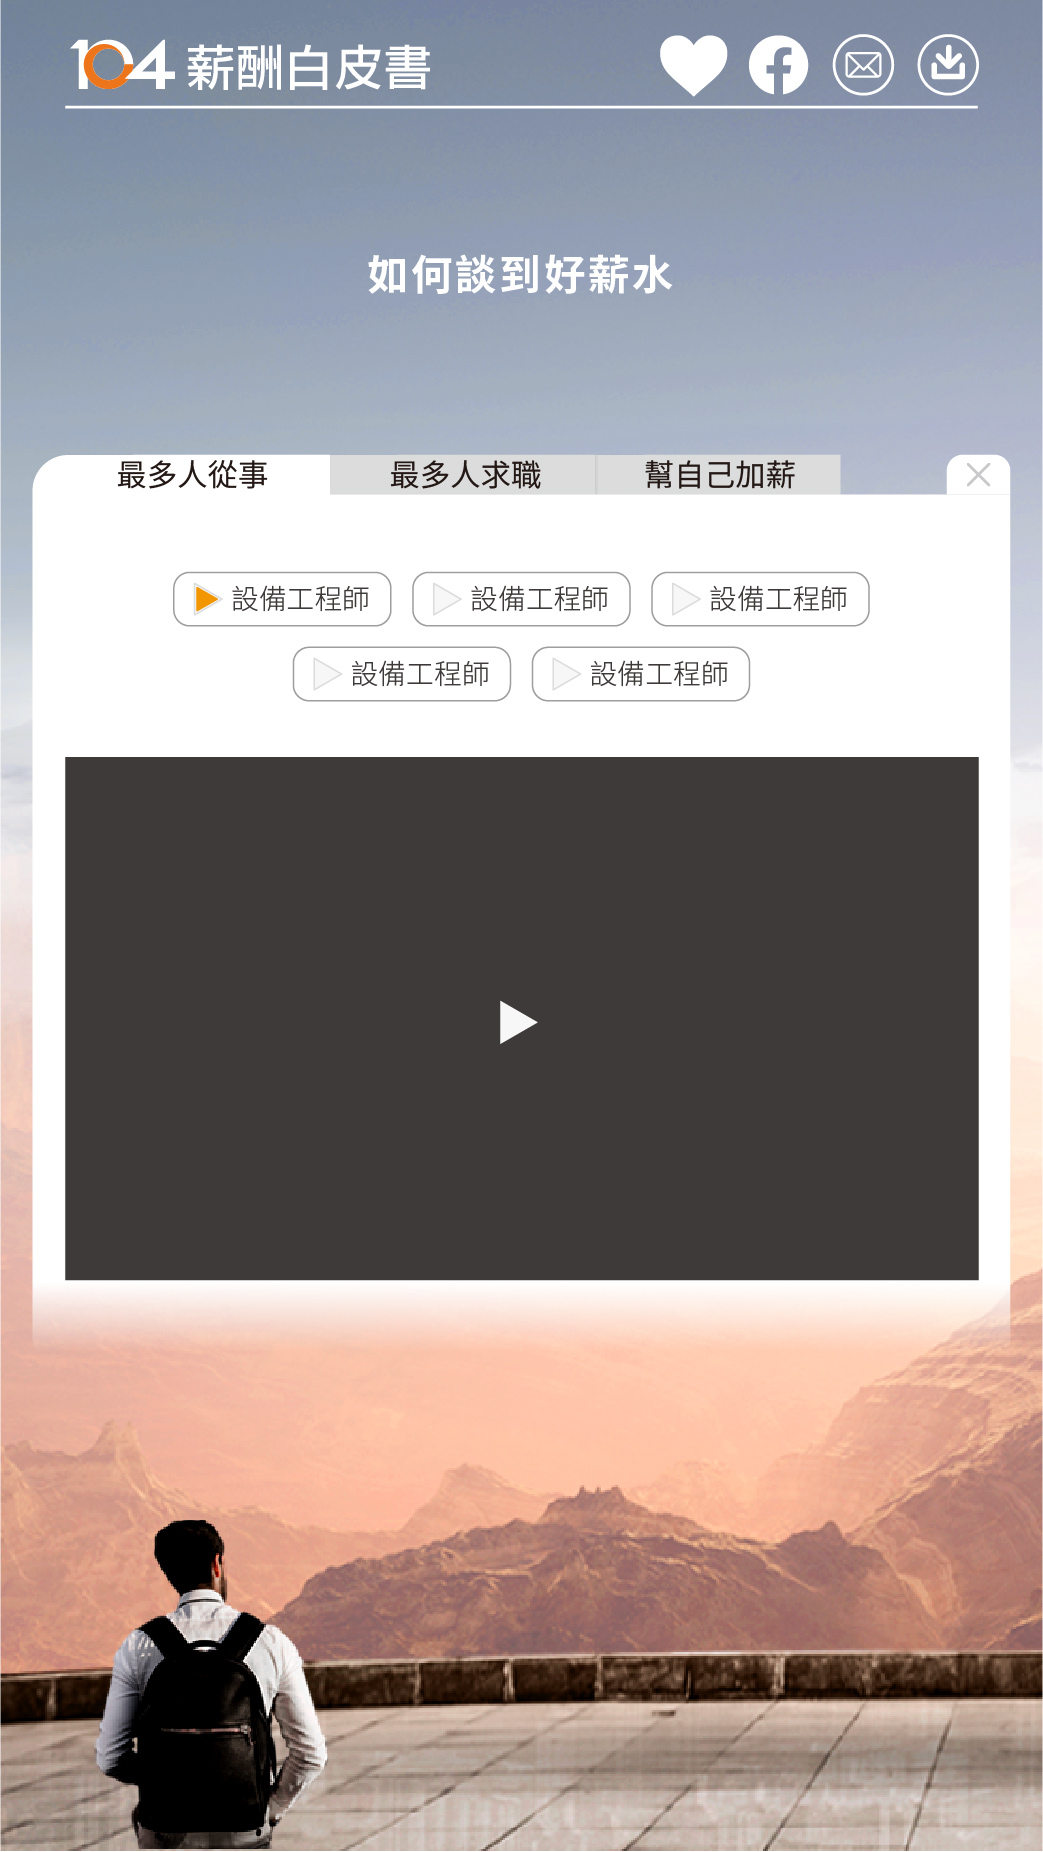 104 薪酬白皮書
如何談到好薪水
最多人從事 最多人求職 幫自己加薪
設備工程師 設備工程師 設備工程師
設備工程師 設備工程師